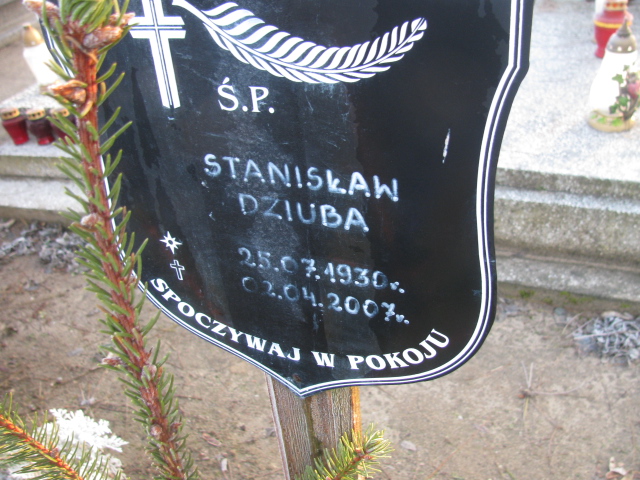 Ś.P.
STANISŁAW
DZIUBA
25.07.1930r.
02.04.2007r.
SPOCZYWAJ W POKOJU